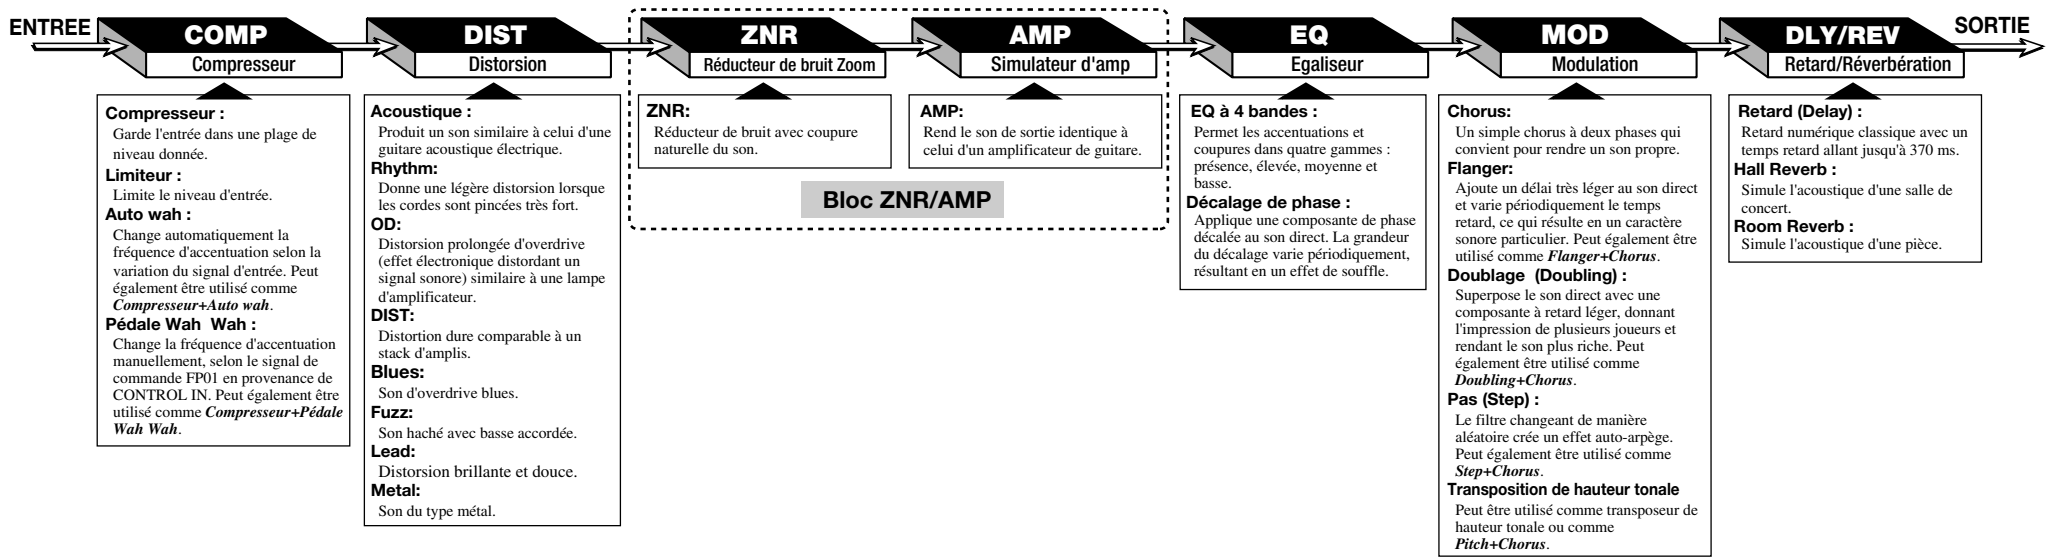 ENTREE
COMP
Compresseur
DIST
Distorsion
ZNR
Réducteur de bruit Zoom
AMP
Simulateur d'amp
EQ
Egaliseur
MOD
Modulation
DLY/REV
Retard/Réverbération
SORTIE
Compresseur :
Garde l'entrée dans une plage de
niveau donnée.
Limiteur :
Limite le niveau d'entrée.
Auto wah :
Change automatiquement la
fréquence d'accentuation selon la
variation du signal d'entrée. Peut
également être utilisé comme
Compresseur+Auto wah.
Pédale Wah Wah :
Change la fréquence d'accentuation
manuellement, selon le signal de
commande FP01 en provenance de
CONTROL IN. Peut également être
utilisé comme Compresseur+Pédale
Wah Wah.
Acoustique :
Produit un son similaire à celui d'une
guitare acoustique électrique.
Rhythm:
Donne une légère distorsion lorsque
les cordes sont pincées très fort.
OD:
Distorsion prolongée d'overdrive
(effet électronique distordant un
signal sonore) similaire à une lampe
d'amplificateur.
DIST:
Distortion dure comparable à un
stack d'amplis.
Blues:
Son d'overdrive blues.
Fuzz:
Son haché avec basse accordée.
Lead:
Distorsion brillante et douce.
Metal:
Son du type métal.
ZNR:
Réducteur de bruit avec coupure
naturelle du son.
AMP:
Rend le son de sortie identique à
celui d'un amplificateur de guitare.
Bloc ZNR/AMP
EQ à 4 bandes :
Permet les accentuations et
coupures dans quatre gammes :
présence, élevée, moyenne et
basse.
Décalage de phase :
Applique une composante de phase
décalée au son direct. La grandeur
du décalage varie périodiquement,
résultant en un effet de souffle.
Chorus:
Un simple chorus à deux phases qui
convient pour rendre un son propre.
Flanger:
Ajoute un délai très léger au son direct
et varie périodiquement le temps
retard, ce qui résulte en un caractère
sonore particulier. Peut également être
utilisé comme Flanger+Chorus.
Doublage (Doubling) :
Superpose le son direct avec une
composante à retard léger, donnant
l'impression de plusieurs joueurs et
rendant le son plus riche. Peut
également être utilisé comme
Doubling+Chorus.
Pas (Step) :
Le filtre changeant de manière
aléatoire crée un effet auto-arpège.
Peut également être utilisé comme
Step+Chorus.
Transposition de hauteur tonale
Peut être utilisé comme transposeur de
hauteur tonale ou comme
Pitch+Chorus.
Retard (Delay) :
Retard numérique classique avec un
temps retard allant jusqu'à 370 ms.
Hall Reverb :
Simule l'acoustique d'une salle de
concert.
Room Reverb :
Simule l'acoustique d'une pièce.